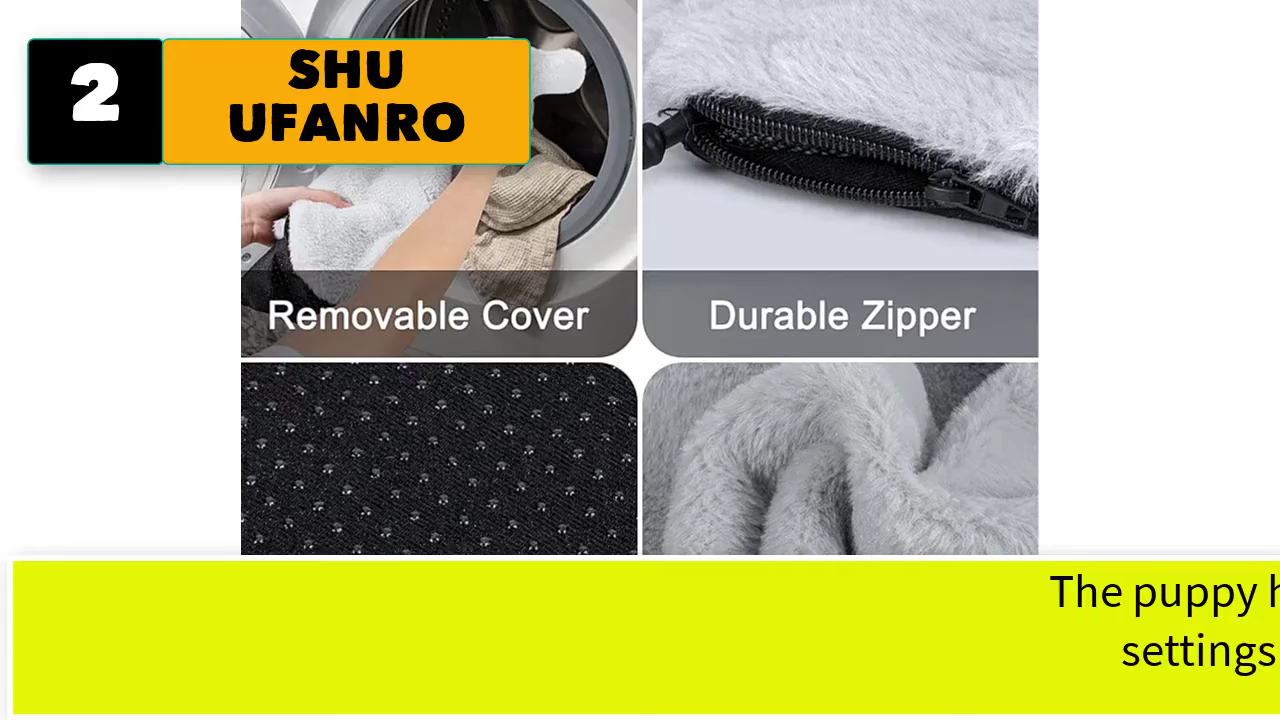 2
SHU
UFANRO
Removable Cover
Durable Zipper
The puppy
settings